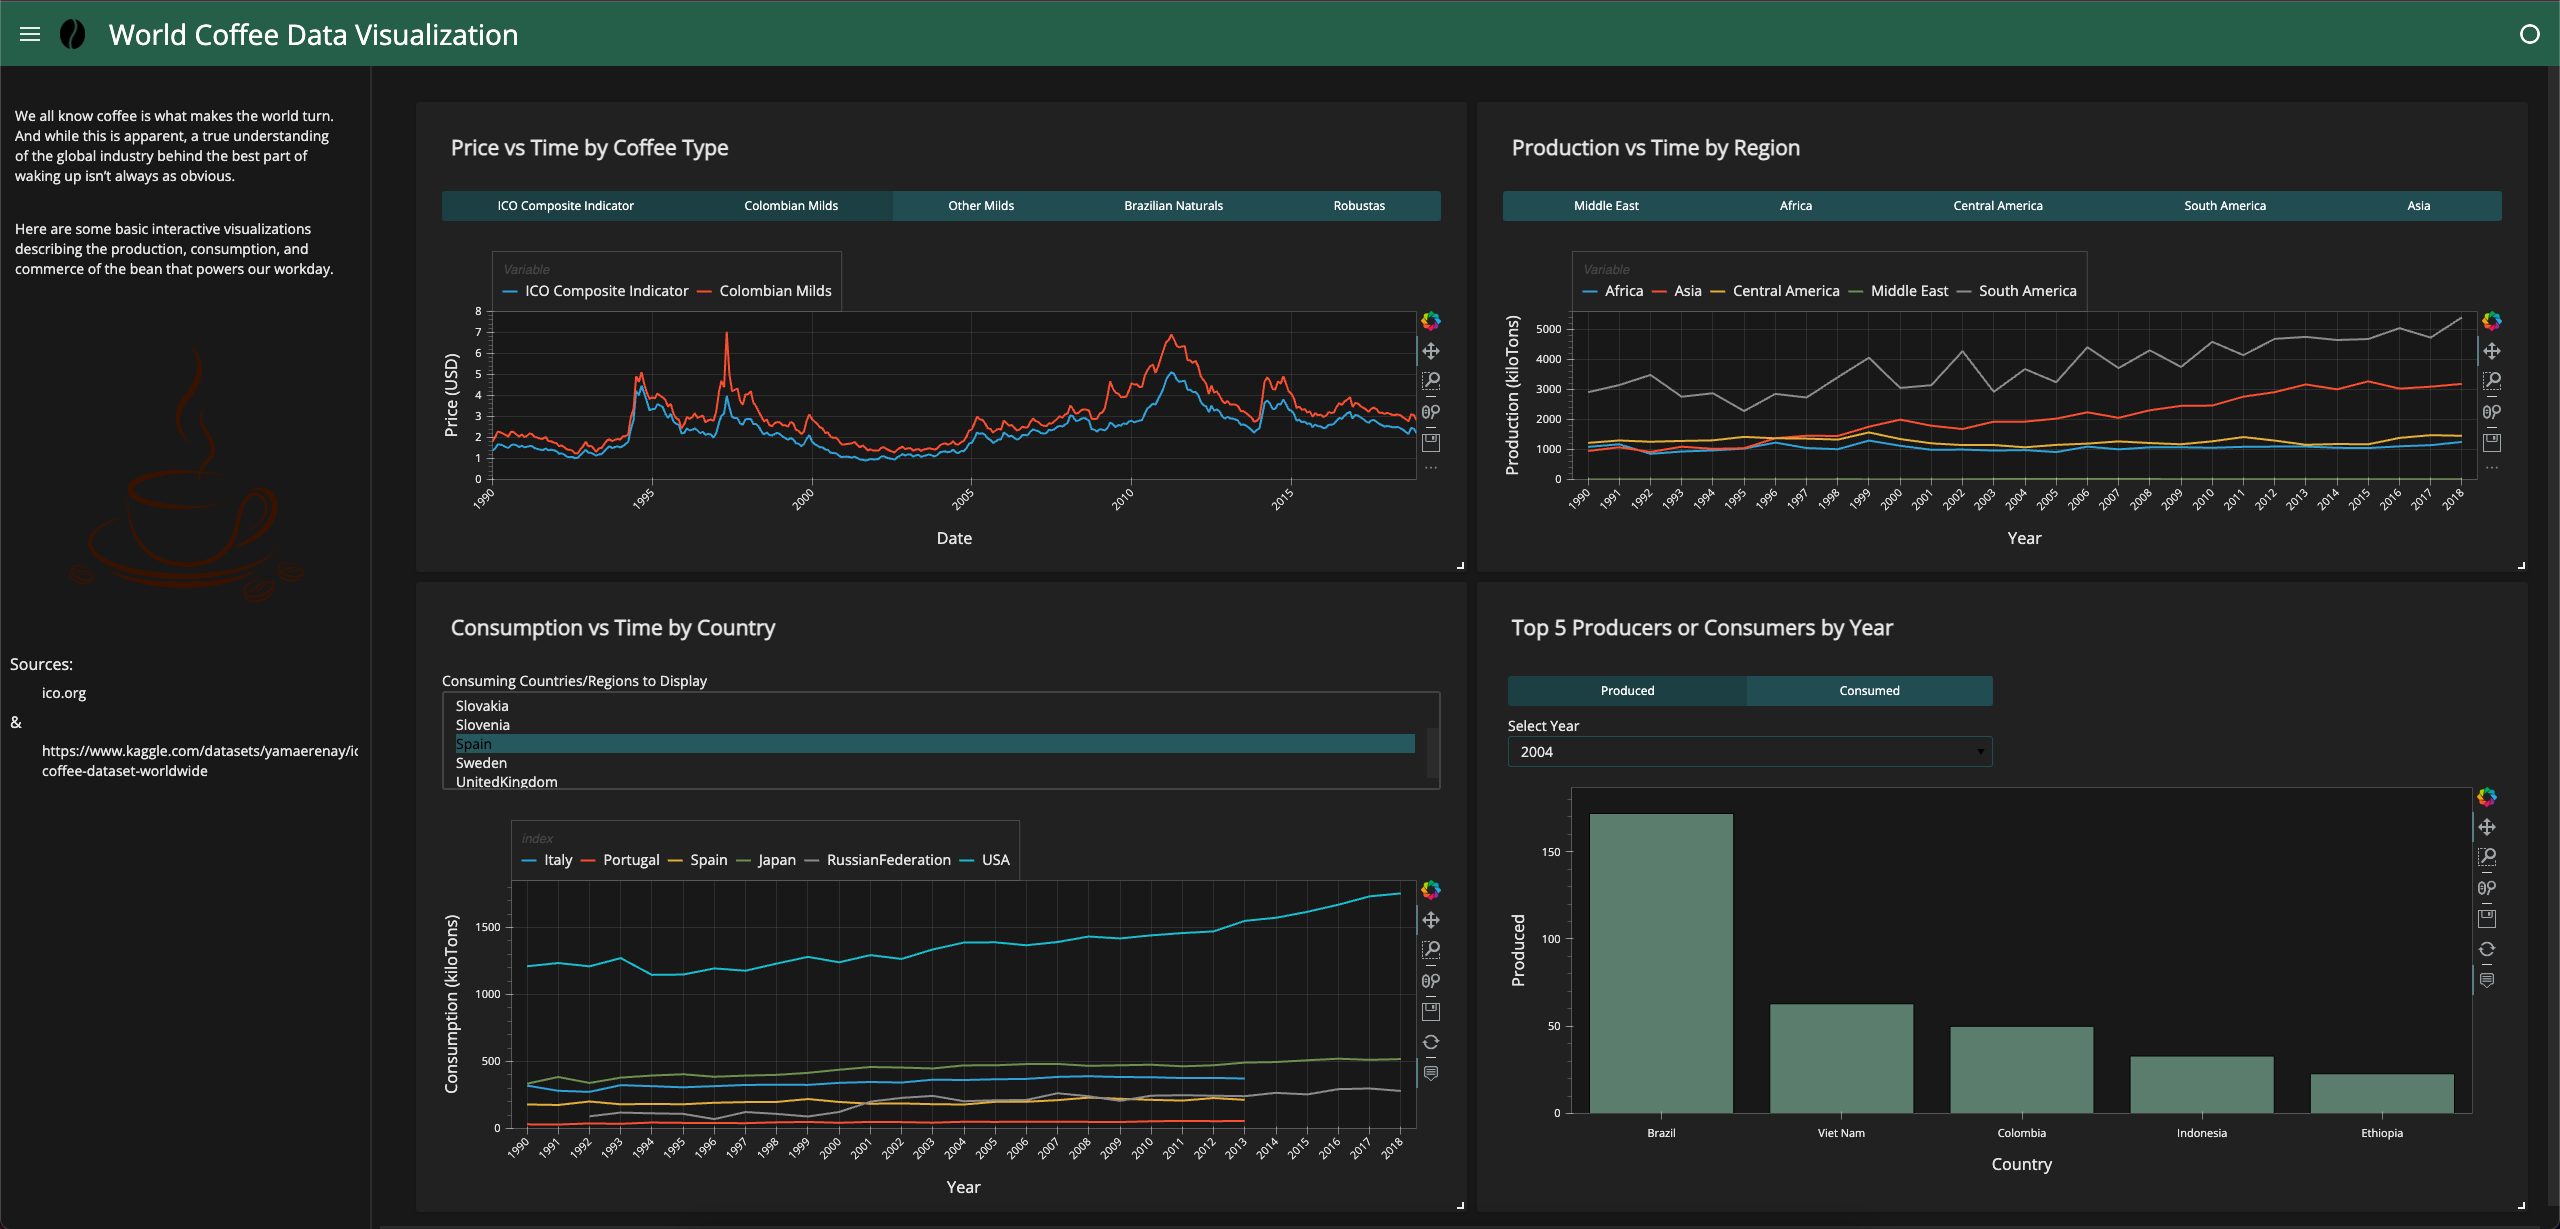 World Coffee Data Visualization
We all know coffee is what makes the world turn.
And while this is apparent, a true understanding
of the global industry behind the best part of
waking up isn't always as obvious.
Here are some basic interactive visualizations
describing the production, consumption, and
commerce of the bean that powers our workday.
Sources:
ico.org
&
https://www.kaggle.com/datasets/yamaerenay/ic
coffee-dataset-worldwide
Price vs Time by Coffee Type
ICO Composite Indicator Colombian Milds Other Milds Brazilian Naturals Robustas
Variable
ICO Composite Indicator Colombian Milds
Price (USD)
8
7
6
5
4
3
2
1
0
1990 1995 2000 2005 2010 2015
Date
Production vs Time by Region
Middle East Africa Central America South America Asia
Variable
Africa Asia Central America Middle East South America
Production (kiloTons)
5000
4000
3000
2000
1000
0
1990 1991 1992 1993 1994 1995 1996 1997 1998 1999 2000 2001 2002 2003 2004 2005 2006 2007 2008 2009 2010 2011 2012 2013 2014 2015 2016 2017 2018
Year
Consumption vs Time by Country
Consuming Countries/Regions to Display
Slovakia
Slovenia
Spain
Sweden
UnitedKingdom
index
Italy Portugal Spain Japan RussianFederation USA
Consumption (kiloTons)
1500
1000
500
0
1990 1991 1992 1993 1994 1995 1996 1997 1998 1999 2000 2001 2002 2003 2004 2005 2006 2007 2008 2009 2010 2011 2012 2013 2014 2015 2016 2017 2018
Year
Top 5 Producers or Consumers by Year
Produced Consumed
Select Year
2004
Produced
150
100
50
0
Brazil Viet Nam Colombia Indonesia Ethiopia
Country